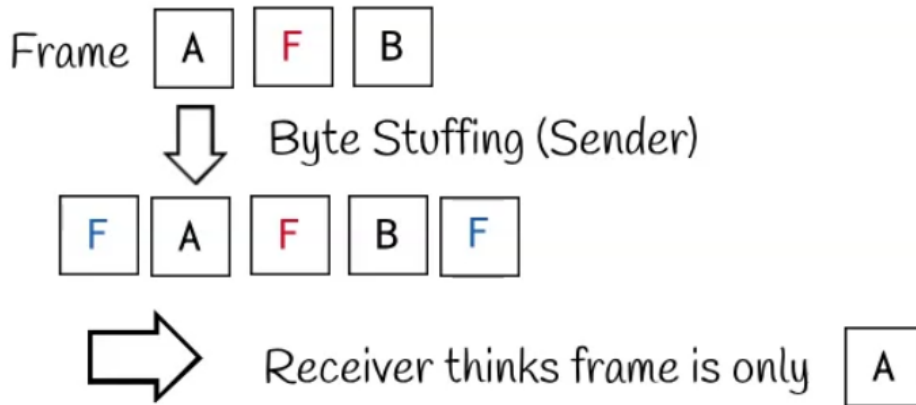 Frame A F B
Byte Stuffing (Sender)
F A F B F
Receiver thinks frame is only A